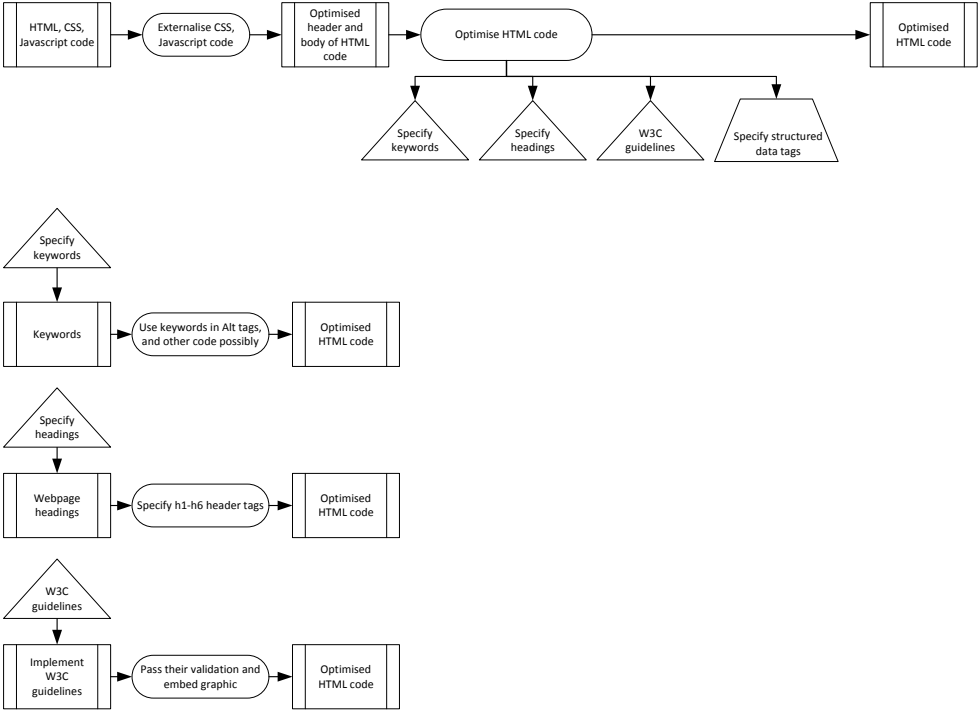 HTML, CSS,
Javascript code
Externalise CSS,
Javascript code
Optimised
header and
body of HTML
code
Optimise HTML code
Optimised
HTML code
Specify
keywords
Specify
headings
W3C
guidelines
Specify structured
data tags
Specify
keywords
Keywords
Use keywords in Alt tags,
and other code possibly
Optimised
HTML code
Specify
headings
Webpage
headings
Specify h1-h6 header tags
Optimised
HTML code
W3C
guidelines
Implement
W3C
guidelines
Pass their validation and
embed graphic
Optimised
HTML code